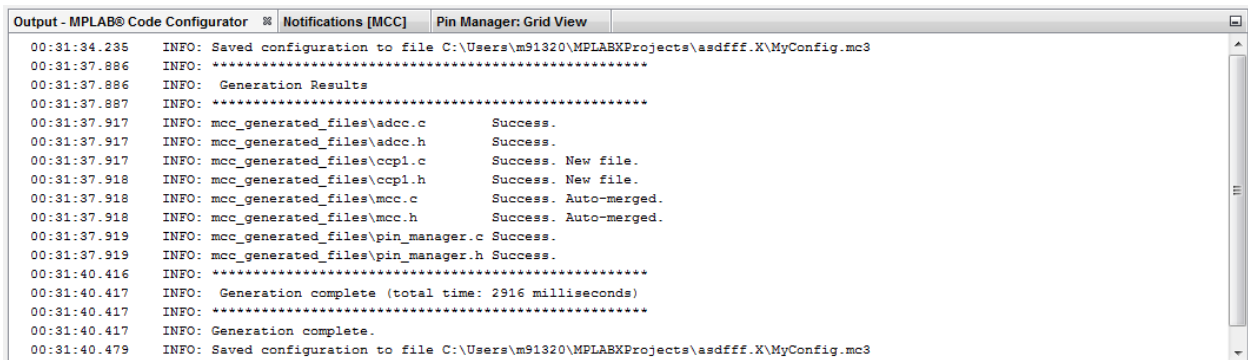 Output - MPLAB® Code Configurator Notifications [MCC] Pin Manager: Grid View
00:31:34.235 INFO: Saved configuration to file C:\Users\m91320\MPLABXProjects\asdfff.X\MyConfig.mc3
00:31:37.886 INFO: *****************************************************
00:31:37.886 INFO: Generation Results
00:31:37.887 INFO: *****************************************************
00:31:37.917 INFO: mcc_generated_files\adcc.c Success.
00:31:37.917 INFO: mcc_generated_files\adcc.h Success.
00:31:37.917 INFO: mcc_generated_files\ccp1.c Success. New file.
00:31:37.918 INFO: mcc_generated_files\ccp1.h Success. New file.
00:31:37.918 INFO: mcc_generated_files\mcc.c Success. Auto-merged.
00:31:37.918 INFO: mcc_generated_files\mcc.h Success. Auto-merged.
00:31:37.919 INFO: mcc_generated_files\pin_manager.c Success.
00:31:37.919 INFO: mcc_generated_files\pin_manager.h Success.
00:31:40.416 INFO: *****************************************************
00:31:40.417 INFO: Generation complete (total time: 2916 milliseconds)
00:31:40.417 INFO: *****************************************************
00:31:40.417 INFO: Generation complete.
00:31:40.479 INFO: Saved configuration to file C:\Users\m91320\MPLABXProjects\asdfff.X\MyConfig.mc3